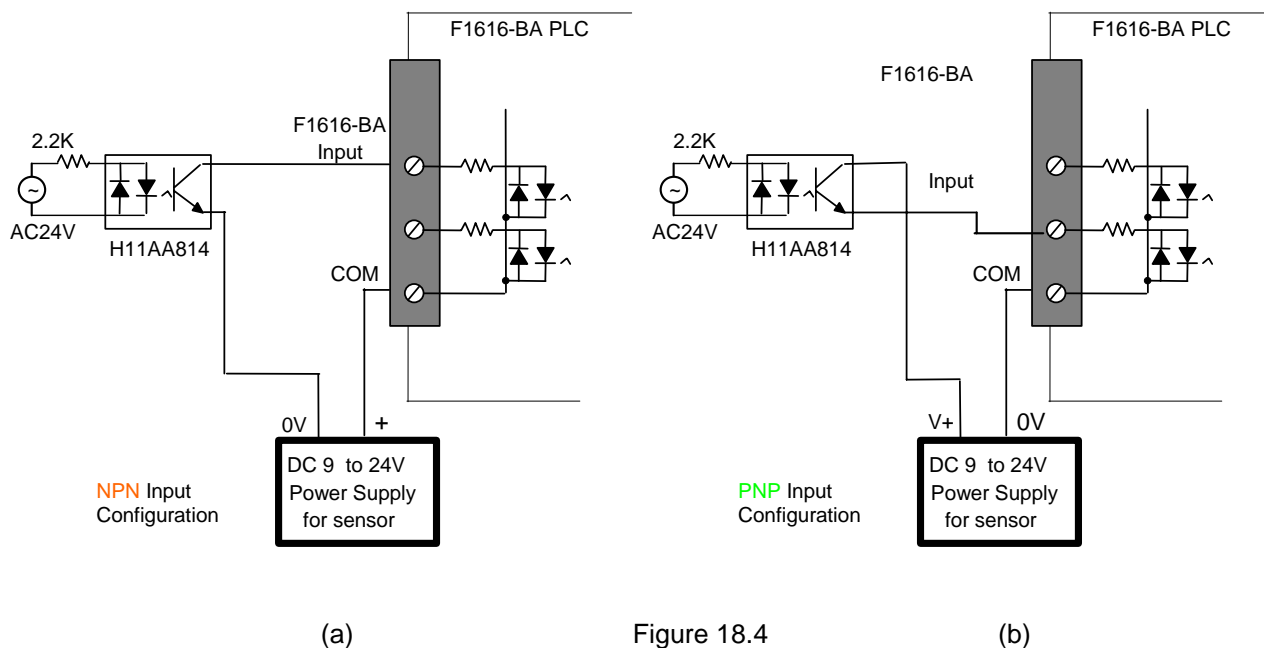 F1616-BA PLC
F1616-BA
Input
2.2K
~
AC24V
H11AA814
COM
0V
+
DC 9 to 24V
Power Supply
for sensor
NPN Input
Configuration
(a)
F1616-BA PLC
F1616-BA
2.2K
~
AC24V
H11AA814
Input
COM
V+
0V
DC 9 to 24V
Power Supply
for sensor
PNP Input
Configuration
Figure 18.4
(b)